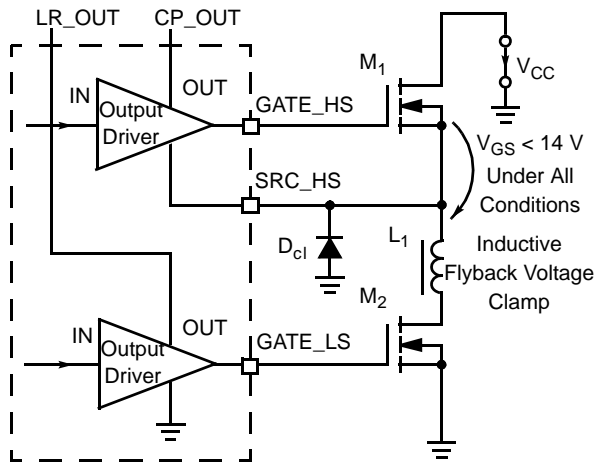 LR_OUT
CP_OUT
M1
VCC
IN
OUT
Output
Driver
GATE_HS
VGS < 14 V
Under All
Conditions
SRC_HS
Dcl
L1
Inductive
Flyback Voltage
Clamp
M2
IN
OUT
Output
Driver
GATE_LS